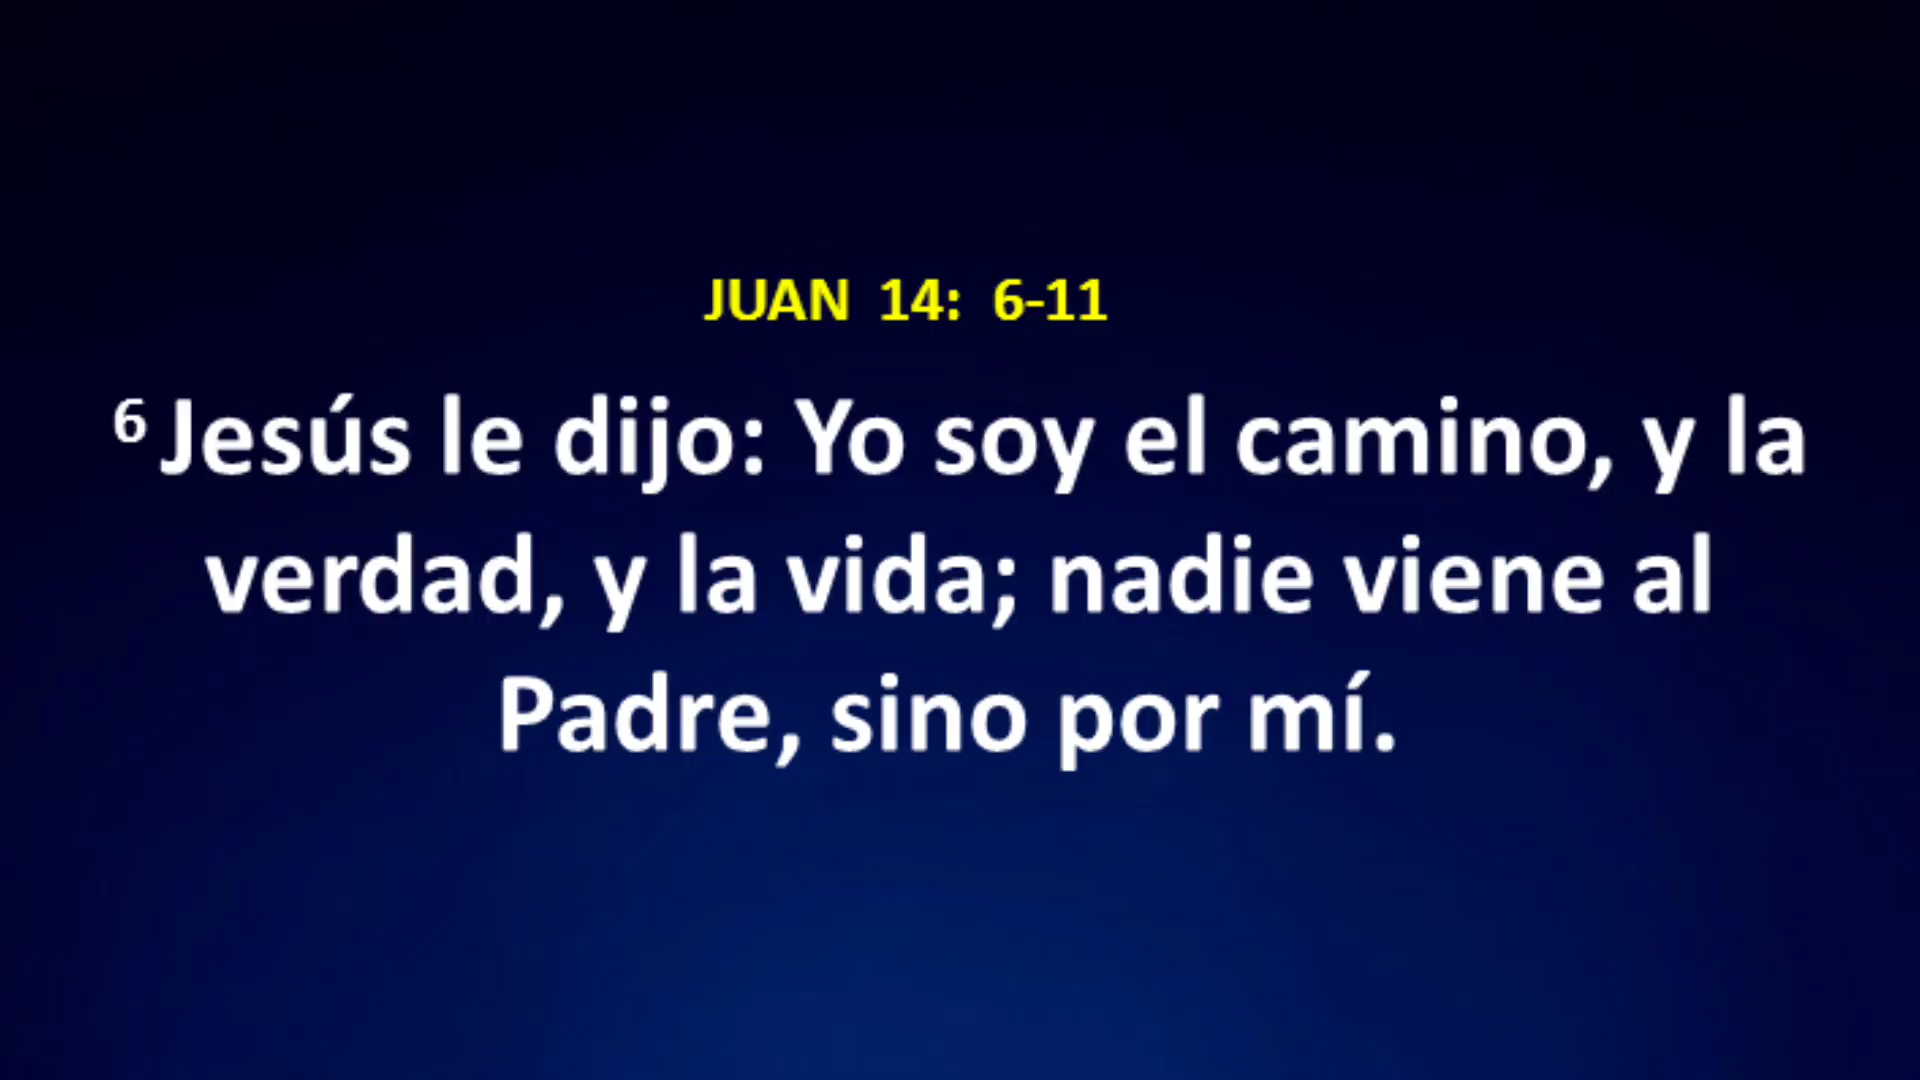 JUAN 14: 6-11
6 Jesús le dijo: Yo soy el camino, y la
verdad, y la vida; nadie viene al
Padre, sino por mí.